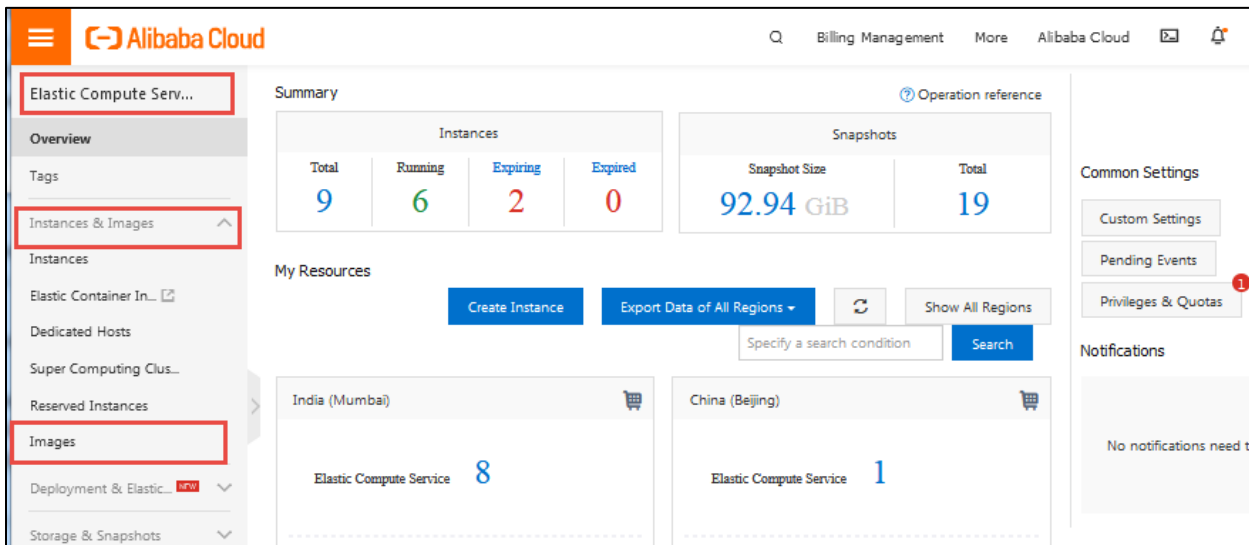 Alibaba Cloud
Billing Management More Alibaba Cloud
Elastic Compute Serv...
Overview
Tags
Instances & Images
Instances
Elastic Container In...
Dedicated Hosts
Super Computing Clus...
Reserved Instances
Images
Deployment & Elastic... NEW
Storage & Snapshots
Summary
Operation reference
Instances
Total Running Expiring Expired
9 6 2 0
Snapshots
Snapshot Size Total
92.94 GiB 19
My Resources
Create Instance Export Data of All Regions Show All Regions
Specify a search condition Search
India (Mumbai)
Elastic Compute Service 8
China (Beijing)
Elastic Compute Service 1
Common Settings
Custom Settings
Pending Events
1
Privileges & Quotas
Notifications
No notifications need t